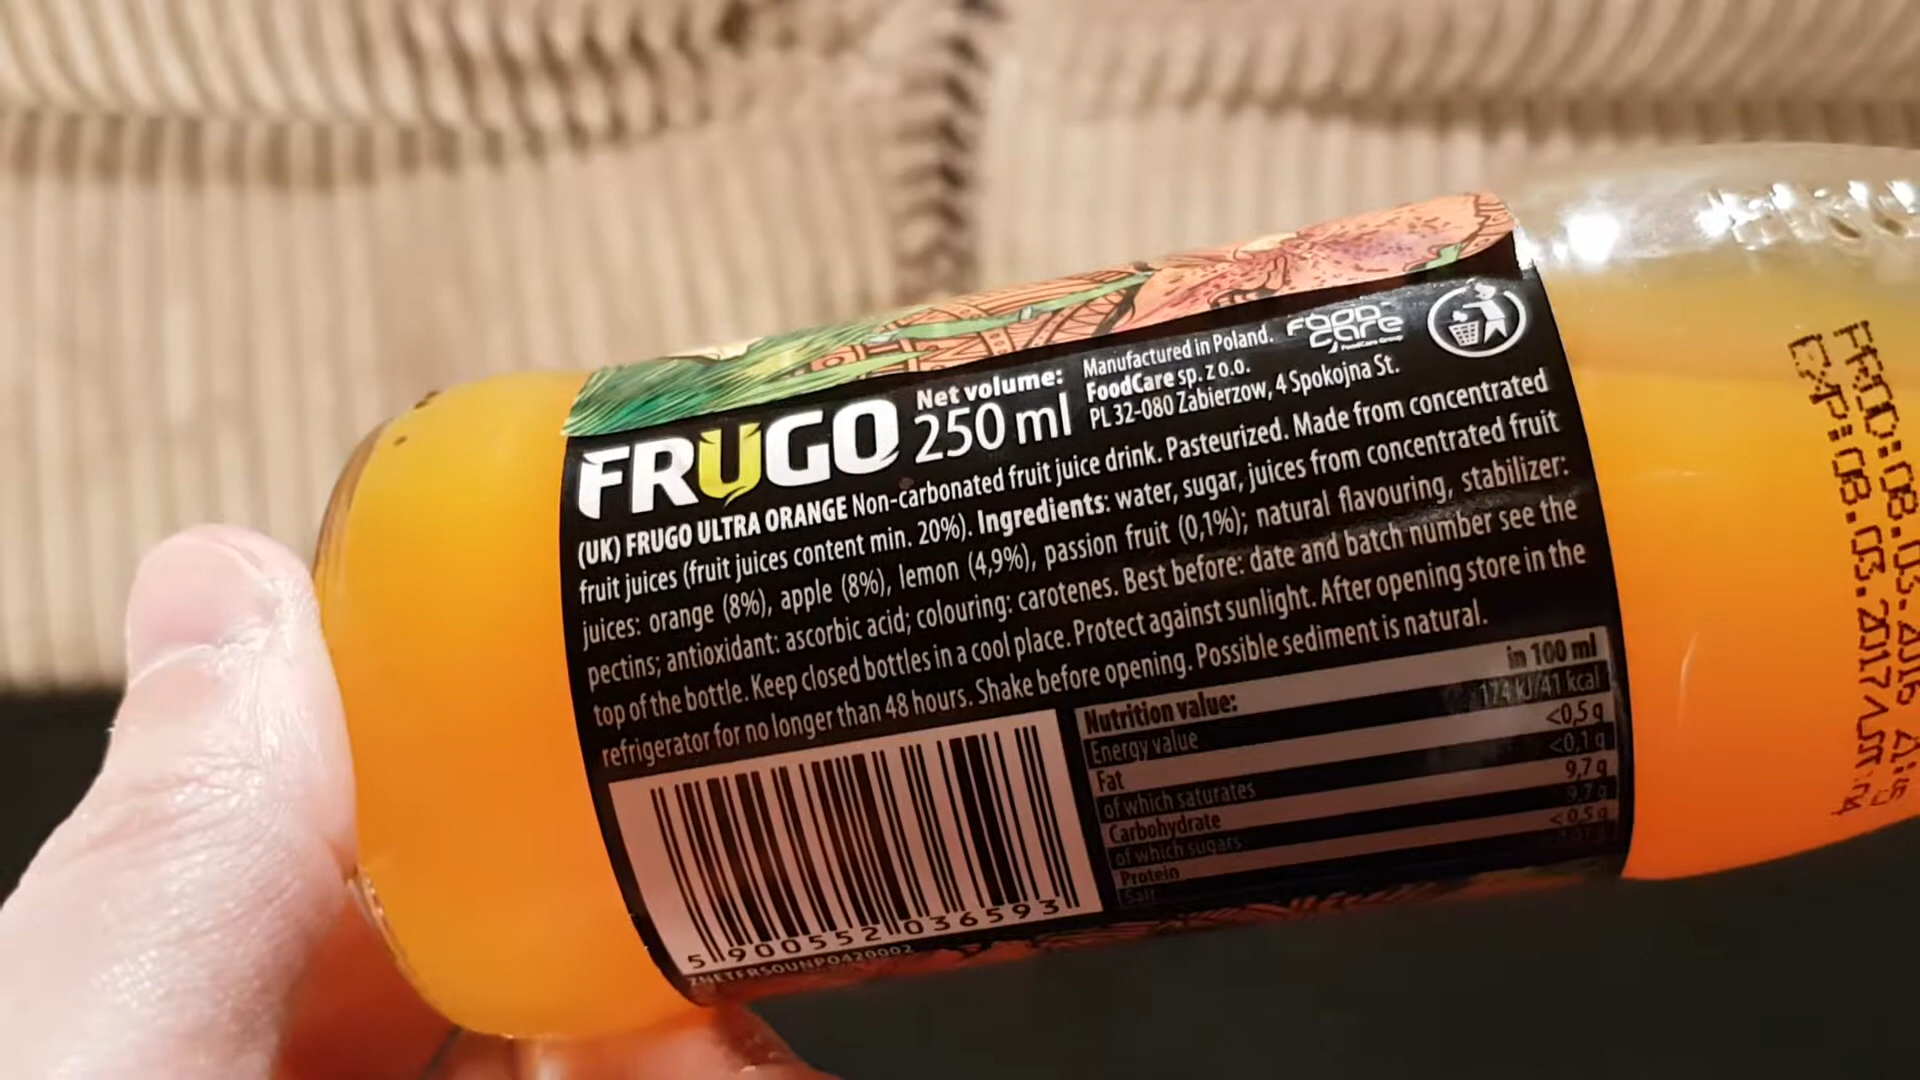 FRUGO
Net volume:
250 ml
Manufactured in Poland.
FoodCare sp. z o.o.
PL 32-080 Zabierzow, 4 Spokojna St.
FOOD
care
FoodCare Group
(UK) FRUGO ULTRA ORANGE Non-carbonated fruit juice drink. Pasteurized. Made from concentrated
fruit juices (fruit juices content min. 20%). Ingredients: water, sugar, juices from concentrated fruit
juices: orange (8%), apple (8%), lemon (4,9%), passion fruit (0,1%); natural flavouring, stabilizer:
pectins; antioxidant: ascorbic acid; colouring: carotenes. Best before: date and batch number see the
top of the bottle. Keep closed bottles in a cool place. Protect against sunlight. After opening store in the
refrigerator for no longer than 48 hours. Shake before opening. Possible sediment is natural.
Nutrition value: in 100 ml
Energy value 174 kJ/41 kcal
Fat <0,5 g
of which saturates <0,1 g
Carbohydrate 9,7 g
of which sugars 9,7 g
Protein <0,5 g
Salt
5 900552 036593
ZNETFRSOUNPO420002
PROD:08.03.2016
EXP:08.03.2017